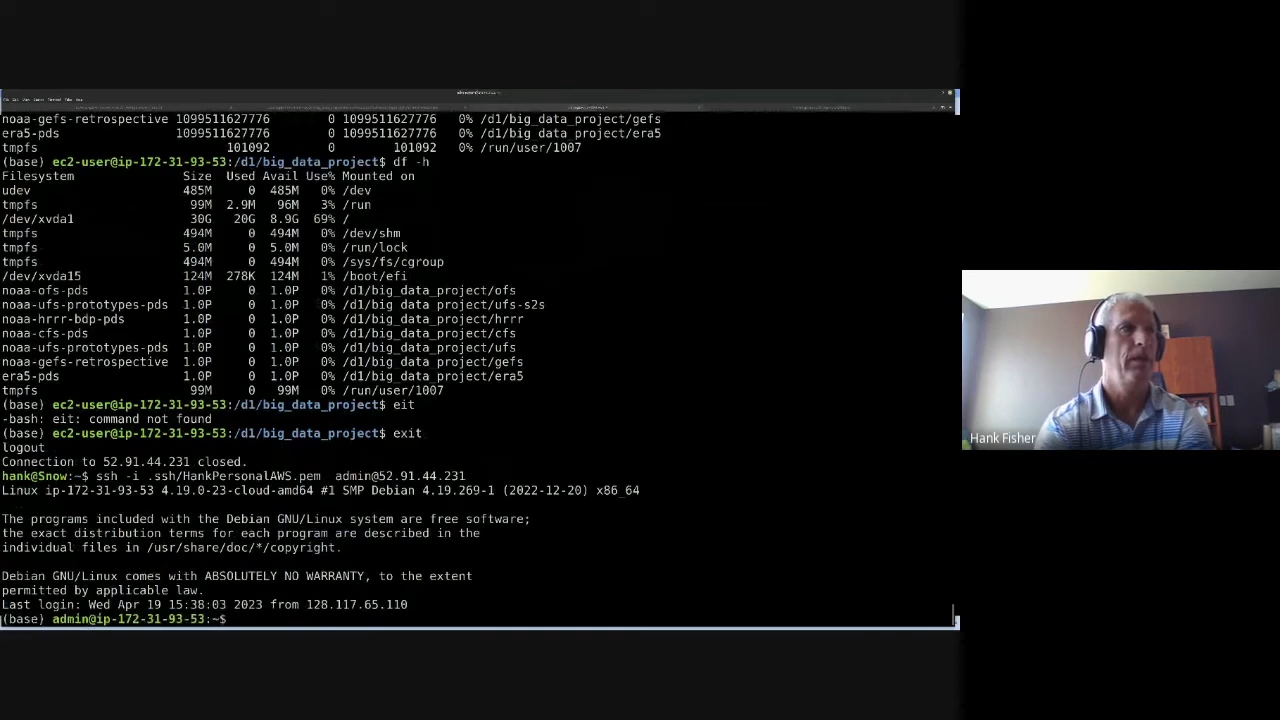 noaa-gefs-retrospective 1099511627776 0 1099511627776 0% /d1/big_data_project/gefs
era5-pds 1099511627776 0 1099511627776 0% /d1/big_data_project/era5
tmpfs 101092 0 101092 0% /run/user/1007
(base) ec2-user@ip-172-31-93-53:/d1/big_data_project$ df -h
Filesystem Size Used Avail Use% Mounted on
udev 485M 0 485M 0% /dev
tmpfs 99M 2.9M 96M 3% /run
/dev/xvda1 30G 20G 8.9G 69% /
tmpfs 494M 0 494M 0% /dev/shm
tmpfs 5.0M 0 5.0M 0% /run/lock
tmpfs 494M 0 494M 0% /sys/fs/cgroup
/dev/xvda15 124M 278K 124M 1% /boot/efi
noaa-ofs-pds 1.0P 0 1.0P 0% /d1/big_data_project/ofs
noaa-ufs-prototypes-pds 1.0P 0 1.0P 0% /d1/big_data_project/ufs-s2s
noaa-hrrr-bdp-pds 1.0P 0 1.0P 0% /d1/big_data_project/hrrr
noaa-cfs-pds 1.0P 0 1.0P 0% /d1/big_data_project/cfs
noaa-ufs-prototypes-pds 1.0P 0 1.0P 0% /d1/big_data_project/ufs
noaa-gefs-retrospective 1.0P 0 1.0P 0% /d1/big_data_project/gefs
era5-pds 1.0P 0 1.0P 0% /d1/big_data_project/era5
tmpfs 99M 0 99M 0% /run/user/1007
(base) ec2-user@ip-172-31-93-53:/d1/big_data_project$ eit
-bash: eit: command not found
(base) ec2-user@ip-172-31-93-53:/d1/big_data_project$ exit
logout
Connection to 52.91.44.231 closed.
hank@Snow:~$ ssh -i .ssh/HankPersonalAWS.pem admin@52.91.44.231
Linux ip-172-31-93-53 4.19.0-23-cloud-amd64 #1 SMP Debian 4.19.269-1 (2022-12-20) x86_64
The programs included with the Debian GNU/Linux system are free software;
the exact distribution terms for each program are described in the
individual files in /usr/share/doc/*/copyright.
Debian GNU/Linux comes with ABSOLUTELY NO WARRANTY, to the extent
permitted by applicable law.
Last login: Wed Apr 19 15:38:03 2023 from 128.117.65.110
(base) admin@ip-172-31-93-53:~$
Hank Fisher